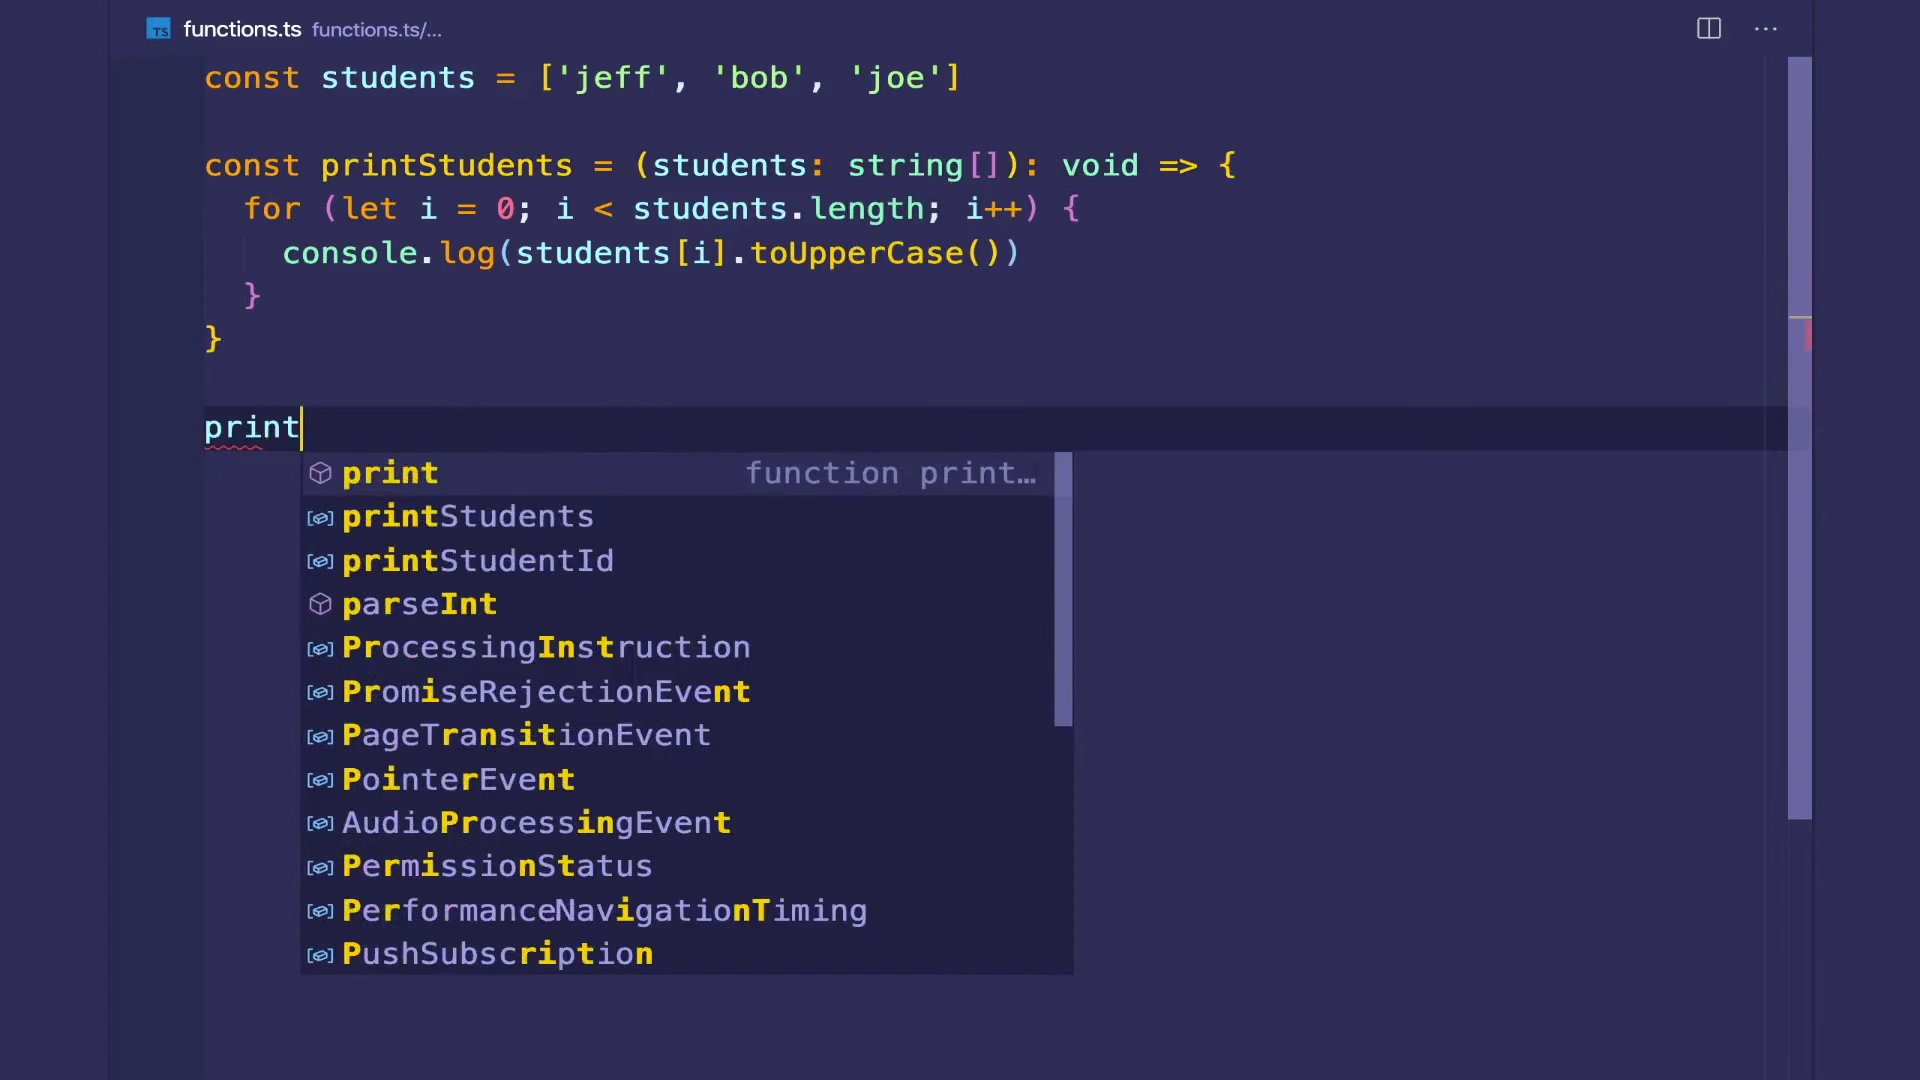 TS functions.ts functions.ts/...
const students = ['jeff', 'bob', 'joe']
const printStudents = (students: string[]): void => {
for (let i = 0; i < students.length; i++) {
console.log(students[i].toUpperCase())
}
}
print
print function print…
printStudents
printStudentId
parseInt
ProcessingInstruction
PromiseRejectionEvent
PageTransitionEvent
PointerEvent
AudioProcessingEvent
PermissionStatus
PerformanceNavigationTiming
PushSubscription